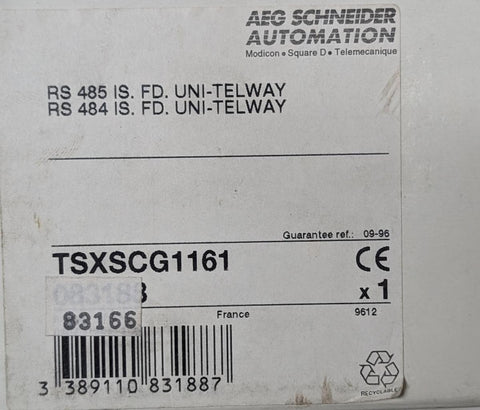 AEG SCHNEIDER
AUTOMATION
Modicon • Square D • Telemecanique
RS 485 IS. FD. UNI-TELWAY
RS 484 IS. FD. UNI-TELWAY
Guarantee ref.: 09-96
TSXSCG1161
CE
083188
x 1
83166
France
9612
3 389110 831887
RECYCLABLE